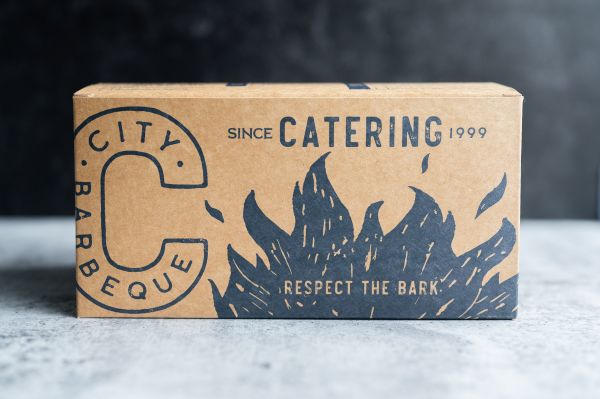 CITY
BARBEQUE
C
SINCE CATERING 1999
RESPECT THE BARK